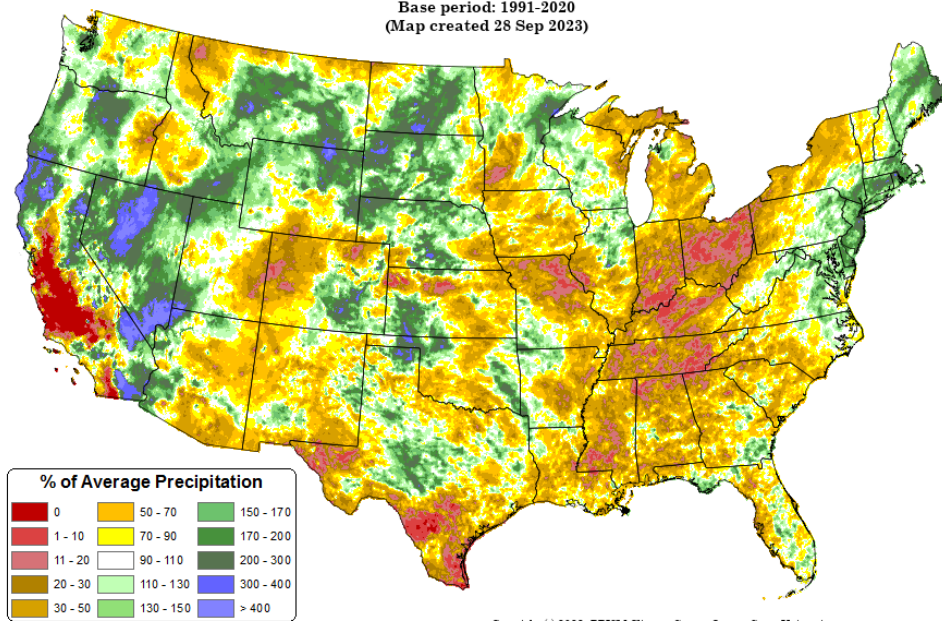 Base period: 1991-2020
(Map created 28 Sep 2023)
% of Average Precipitation
0
50 - 70
150 - 170
1 - 10
70 - 90
170 - 200
11 - 20
90 - 110
200 - 300
20 - 30
110 - 130
300 - 400
30 - 50
130 - 150
> 400